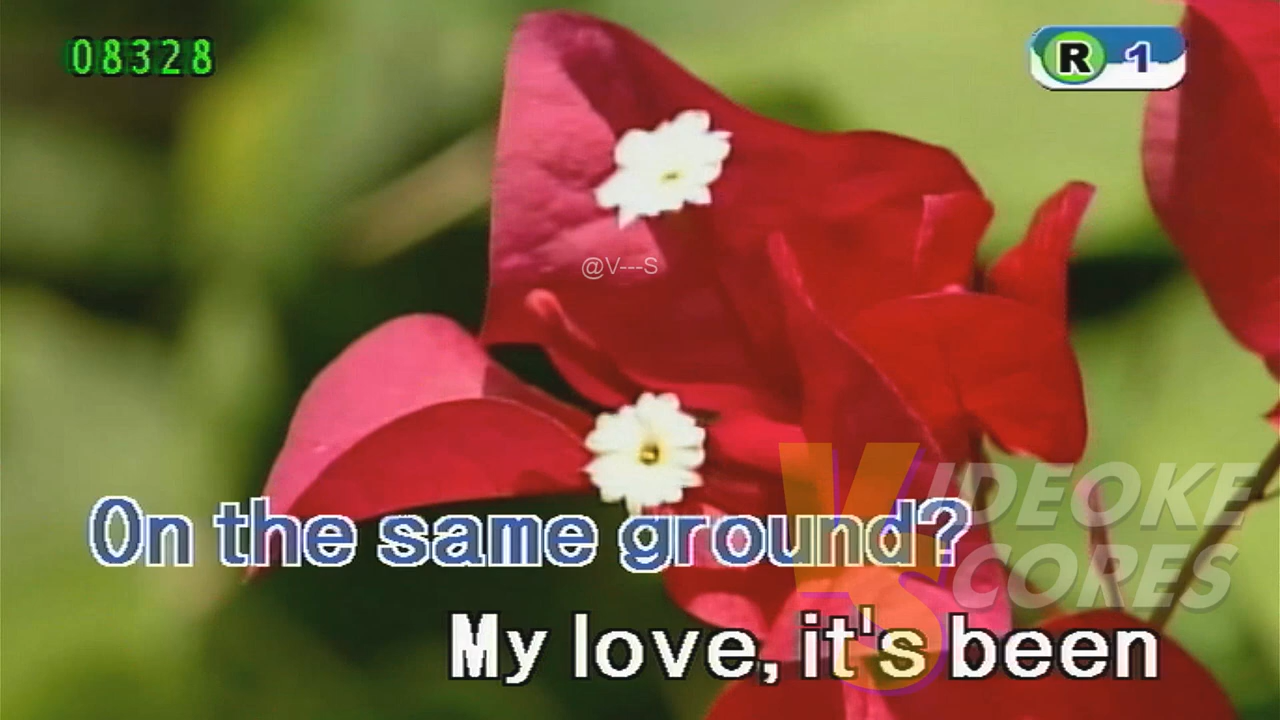 08328
R 1
@V---S
On the same ground?
VIDEOKE
SCORES
My love, it's been